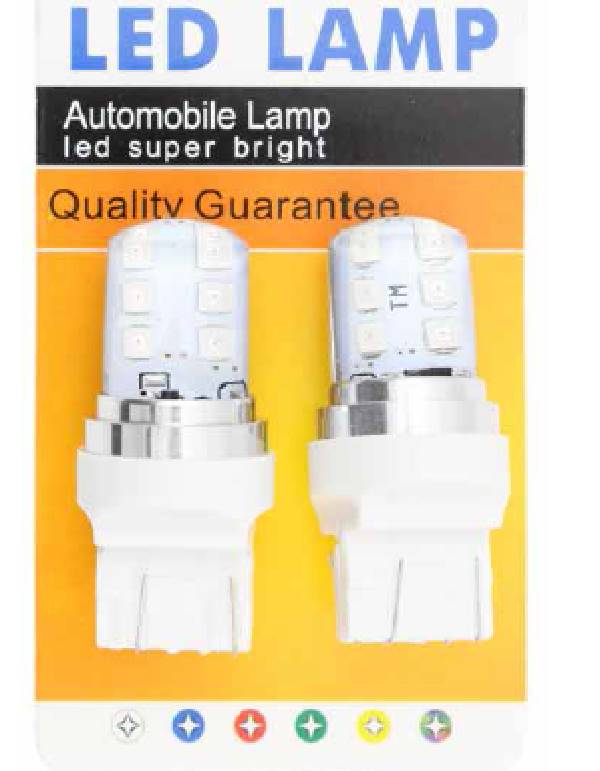 LED LAMP
Automobile Lamp
led super bright
Quality Guarantee
TM